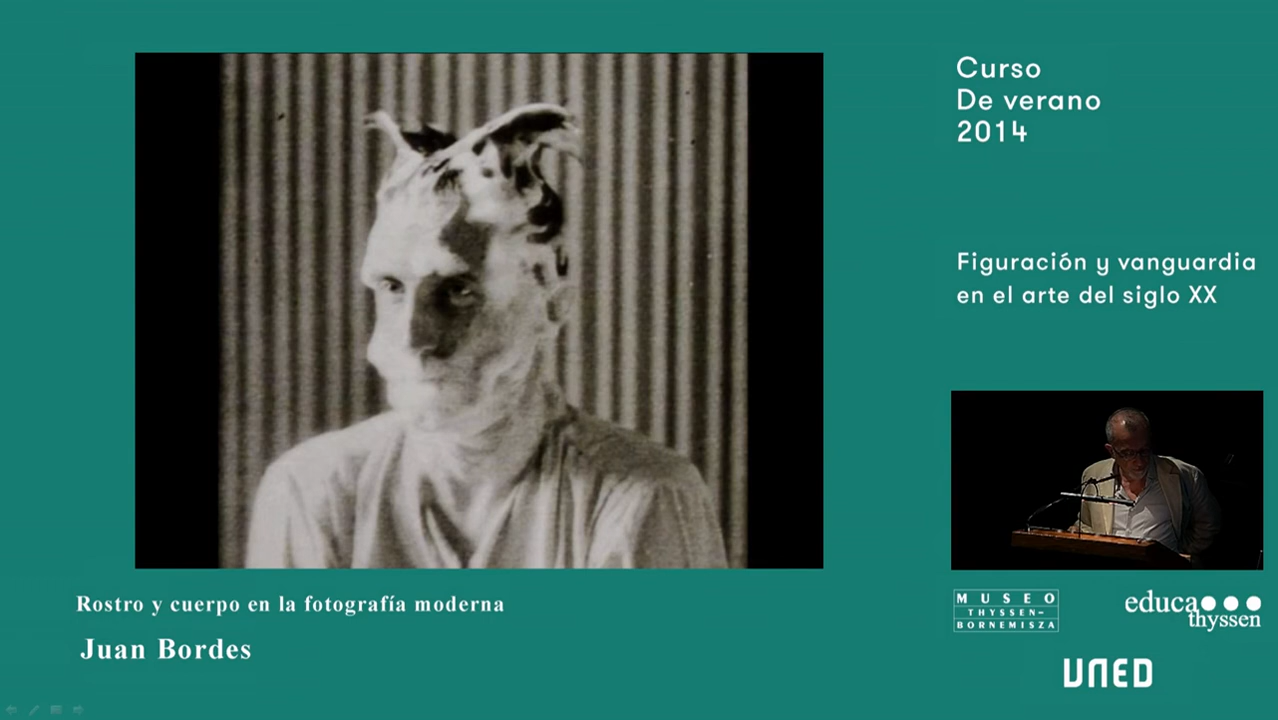 Curso
De verano
2014
Figuración y vanguardia
en el arte del siglo XX
Rostro y cuerpo en la fotografía moderna
Juan Bordes
MUSEO
THYSSEN-
BORNEMISZA
educa
thyssen
UNED